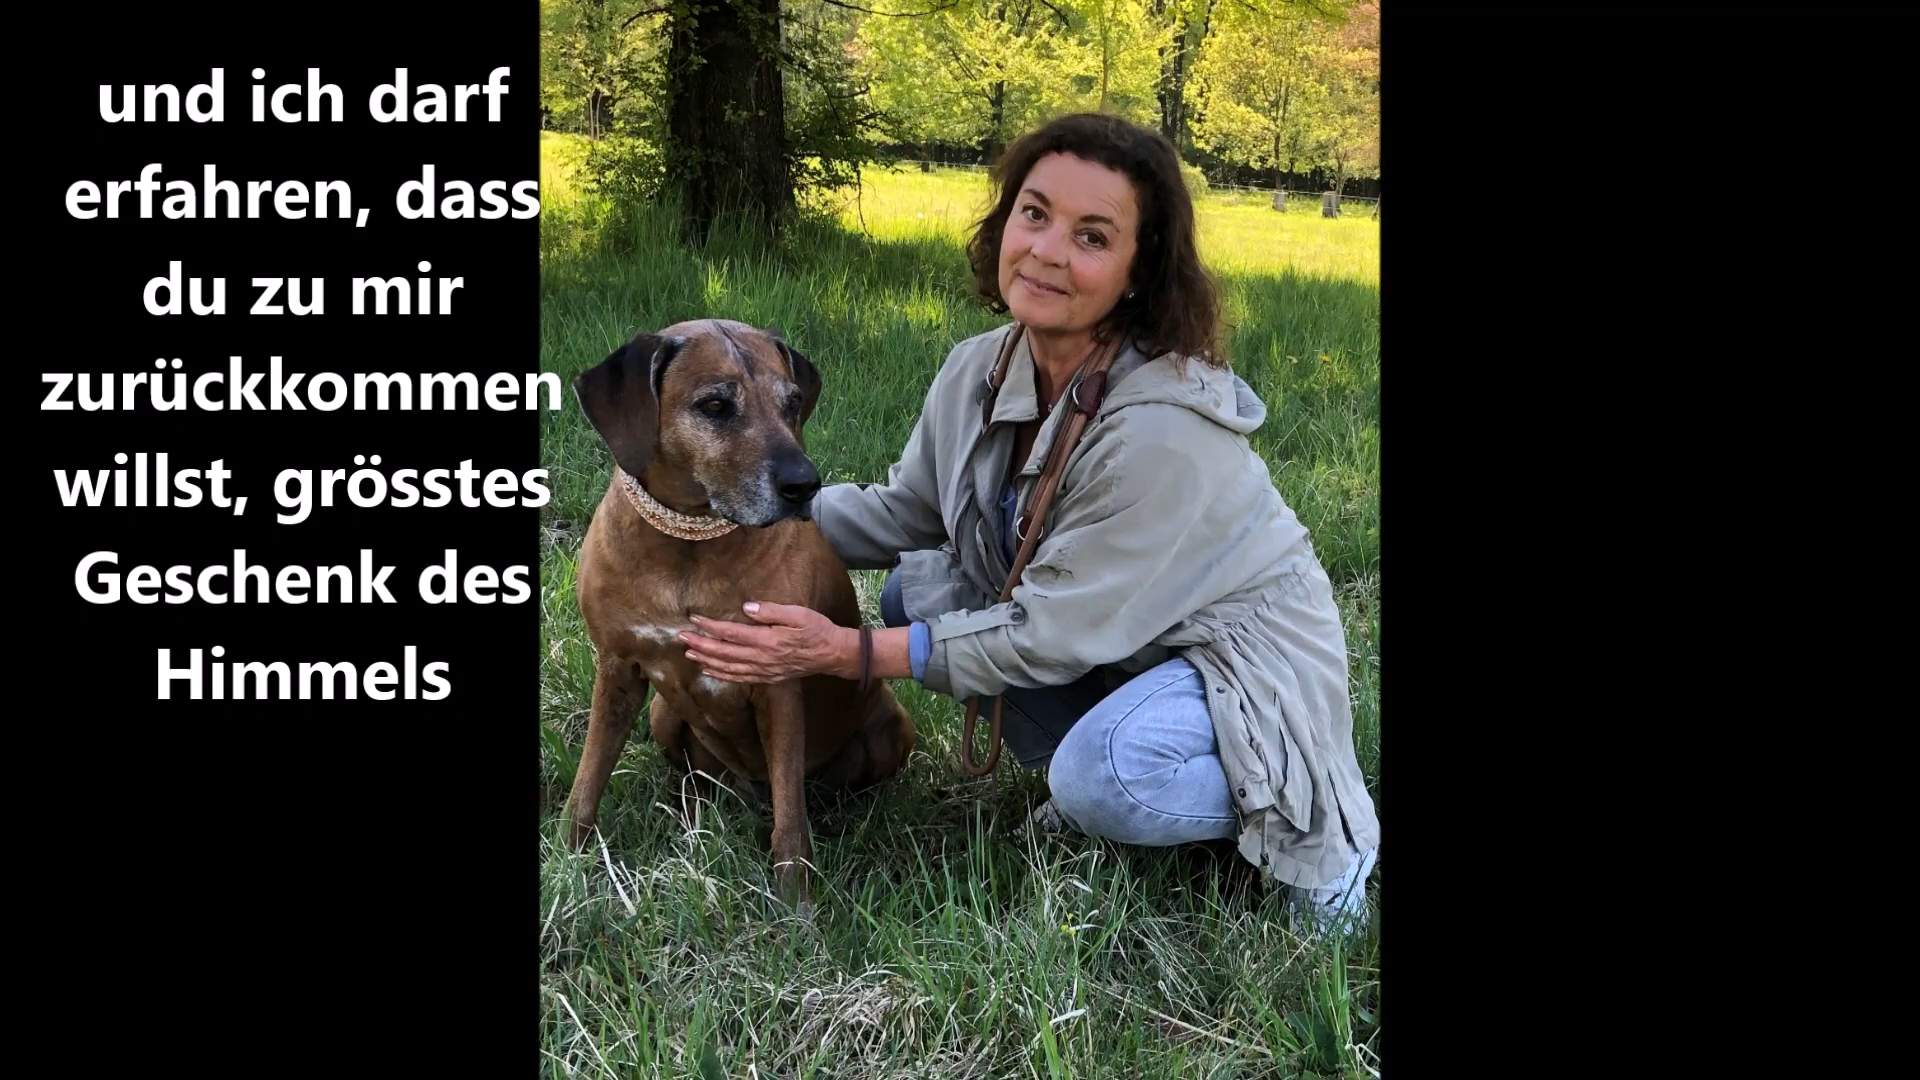 und ich darf
erfahren, dass
du zu mir
zurückkommen
willst, grösstes
Geschenk des
Himmels